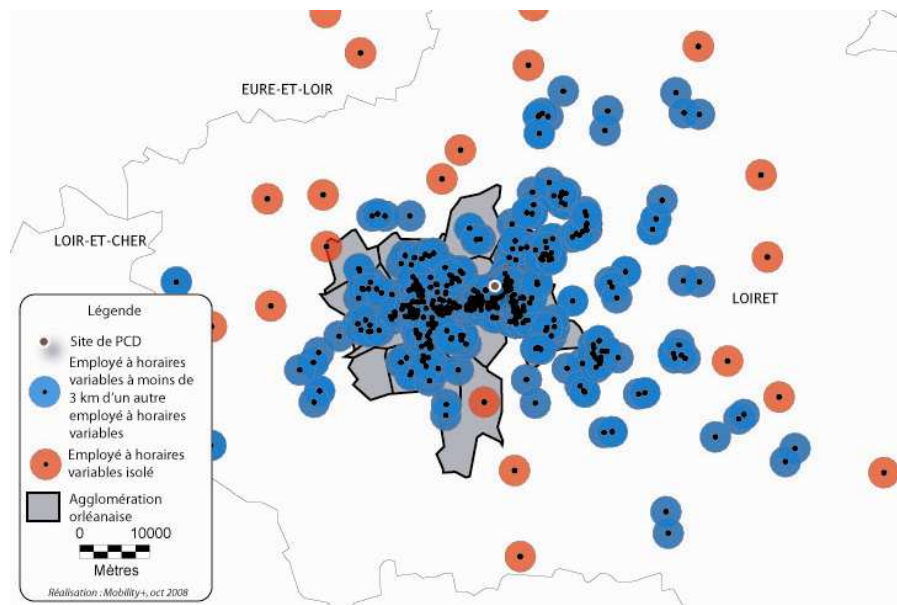 EURE-ET-LOIR
LOIR-ET-CHER
LOIRET
Légende
Site de PCD
Employé à horaires
variables à moins de
3 km d'un autre
employé à horaires
variables
Employé à horaires
variables isolé
Agglomération
orléanaise
0 10000
Mètres
Réalisation : Mobility+, oct 2008